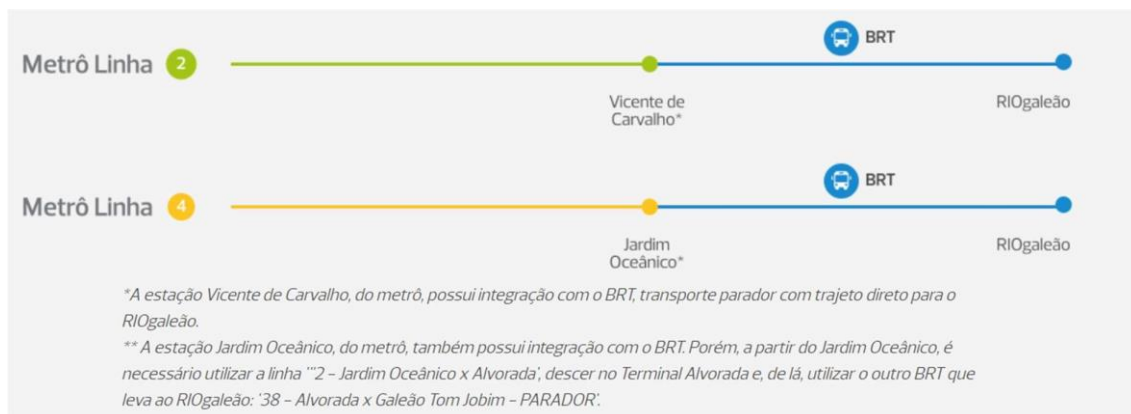 BRT
Metrô Linha 2
Vicente de
Carvalho*
RIOgaleão
BRT
Metrô Linha 4
Jardim
Oceânico*
RIOgaleão
*A estação Vicente de Carvalho, do metrô, possui integração com o BRT, transporte parador com trajeto direto para o
RIOgaleão.
** A estação Jardim Oceânico, do metrô, também possui integração com o BRT. Porém, a partir do Jardim Oceânico, é
necessário utilizar a linha '"2 – Jardim Oceânico x Alvorada', descer no Terminal Alvorada e, de lá, utilizar o outro BRT que
leva ao RIOgaleão: '38 – Alvorada x Galeão Tom Jobim – PARADOR'.